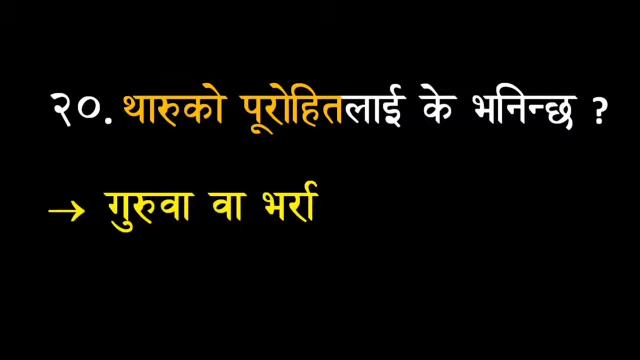 २०. थारुको पूरोहितलाई के भनिन्छ ?
→ गुरुवा वा भर्रा